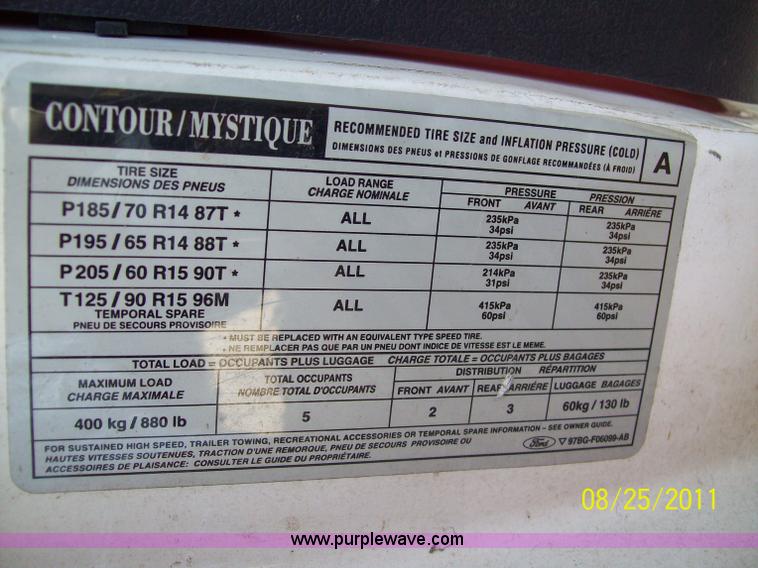 CONTOUR/MYSTIQUE
RECOMMENDED TIRE SIZE and INFLATION PRESSURE (COLD)
DIMENSIONS DES PNEUS et PRESSIONS DE GONFLAGE RECOMMANDÉES (À FROID)
A
TIRE SIZE LOAD RANGE PRESSURE PRESSION
DIMENSIONS DES PNEUS CHARGE NOMINALE FRONT AVANT REAR ARRIÉRE
P185/70 R14 87T * ALL 235kPa 34psi 235kPa 34psi
P195/65 R14 88T * ALL 235kPa 34psi 235kPa 34psi
P205/60 R15 90T * ALL 214kPa 31psi 235kPa 34psi
T125/90 R15 96M ALL 415kPa 60psi 415kPa 60psi
TEMPORAL SPARE
PNEU DE SECOURS PROVISOIRE
* MUST BE REPLACED WITH AN EQUIVALENT TYPE SPEED TIRE.
* NE REMPLACER PAS QUE PAR UN PNEU DONT INDICE DE VITESSE EST LE MEME.
TOTAL LOAD = OCCUPANTS PLUS LUGGAGE CHARGE TOTALE = OCCUPANTS PLUS BAGAGES
MAXIMUM LOAD TOTAL OCCUPANTS DISTRIBUTION RÉPARTITION
CHARGE MAXIMALE NOMBRE TOTAL D'OCCUPANTS FRONT AVANT REAR ARRIÉRE LUGGAGE BAGAGES
400 kg/880 lb 5 2 3 60kg/130 lb
FOR SUSTAINED HIGH SPEED, TRAILER TOWING, RECREATIONAL ACCESSORIES OR TEMPORAL SPARE INFORMATION – SEE OWNER GUIDE.
HAUTES VITESSES SOUTENUES, TRACTION D'UNE REMORQUE, PNEU DE SECOURS PROVISOIRE OU
ACCESSOIRES DE PLAISANCE: CONSULTER LE GUIDE DU PROPRIÉTAIRE.
Ford 97BG-F06099-AB
08/25/2011
www.purplewave.com